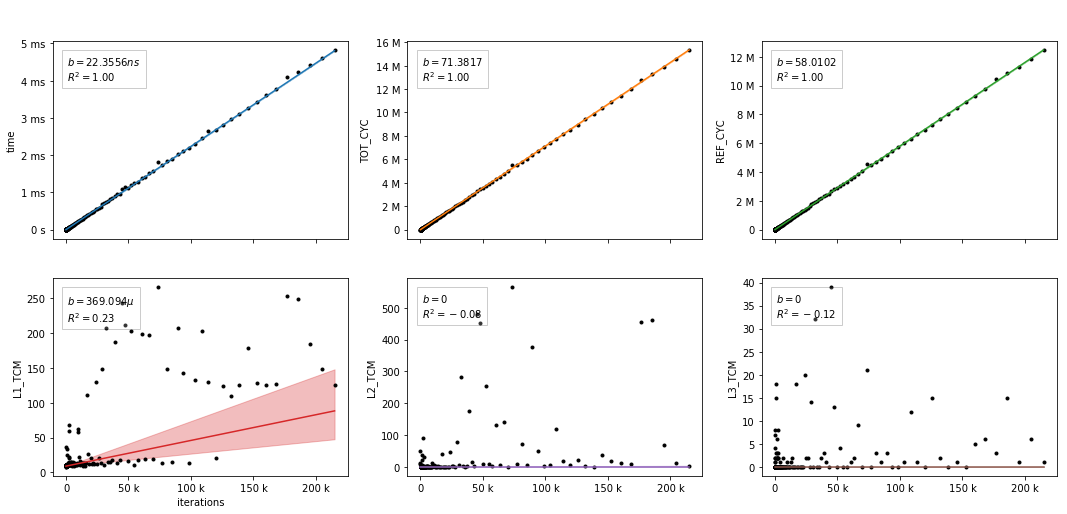 5 ms
4 ms
3 ms
2 ms
1 ms
0 s
time
b = 22.3556ns
R² = 1.00
16 M
14 M
12 M
10 M
8 M
6 M
4 M
2 M
0 M
TOT_CYC
b = 71.3817
R² = 1.00
12 M
10 M
8 M
6 M
4 M
2 M
0 M
REF_CYC
b = 58.0102
R² = 1.00
250
200
150
100
50
0
L1_TCM
b = 369.094μ
R² = 0.23
0
50 k
100 k
150 k
200 k
iterations
500
400
300
200
100
0
L2_TCM
b = 0
R² = −0.08
0
50 k
100 k
150 k
200 k
40
35
30
25
20
15
10
5
0
L3_TCM
b = 0
R² = −0.12
0
50 k
100 k
150 k
200 k